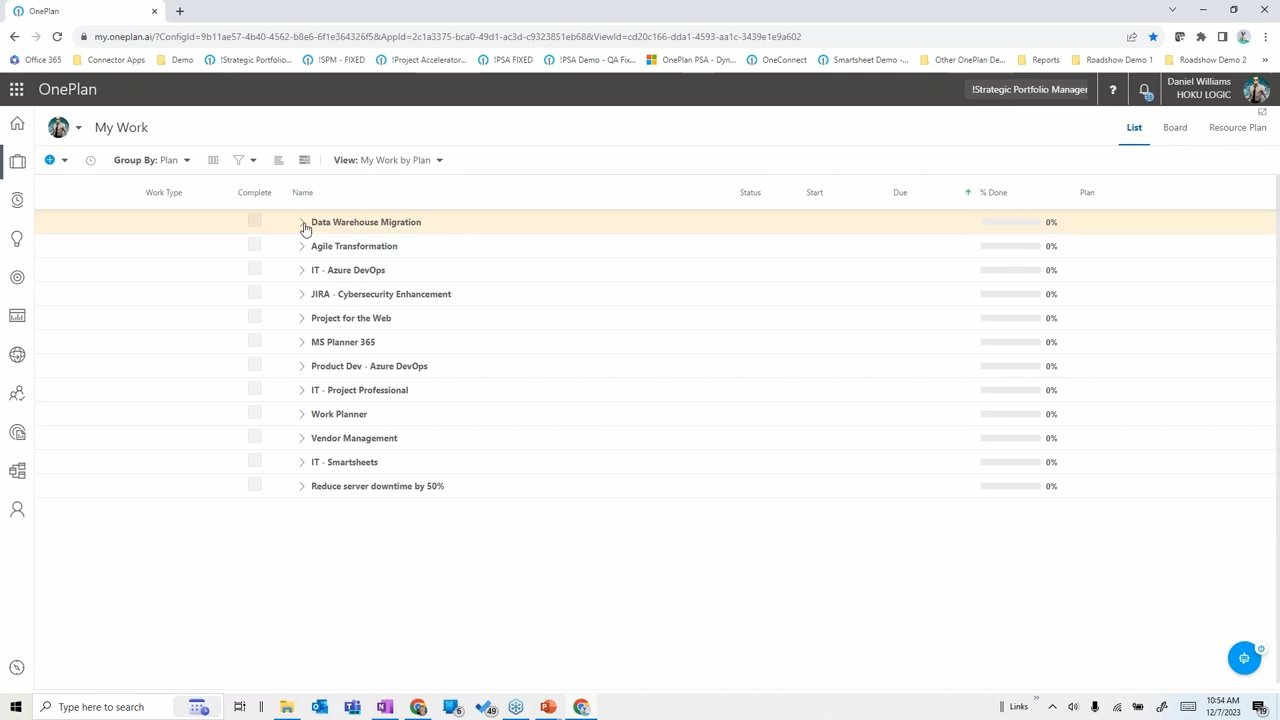 OnePlan
my.oneplan.ai/?ConfigId=9b11ae57-4b40-4562-b8e6-6f1e364326f5&AppId=2c1a3375-bca0-49d1-ac3d-c9323851eb68&ViewId=cd20c166-dda1-4593-aa1c-3439e1e9a602
Office 365 Connector Apps Demo !Strategic Portfolio... !SPM - FIXED !Project Accelerator... !PSA FIXED !PSA Demo - QA Fix... OnePlan PSA - Dyn... OneConnect Smartsheet Demo -... Other OnePlan De... Reports Roadshow Demo 1 Roadshow Demo 2 »
OnePlan !Strategic Portfolio Manager ? Daniel Williams
HOKU LOGIC
My Work List Board Resource Plan
Group By: Plan View: My Work by Plan
Work Type Complete Name Status Start Due % Done Plan
Data Warehouse Migration 0%
Agile Transformation 0%
IT - Azure DevOps 0%
JIRA - Cybersecurity Enhancement 0%
Project for the Web 0%
MS Planner 365 0%
Product Dev - Azure DevOps 0%
IT - Project Professional 0%
Work Planner 0%
Vendor Management 0%
IT - Smartsheets 0%
Reduce server downtime by 50% 0%
Type here to search 6 49 Links » 10:54 AM
12/7/2023 19